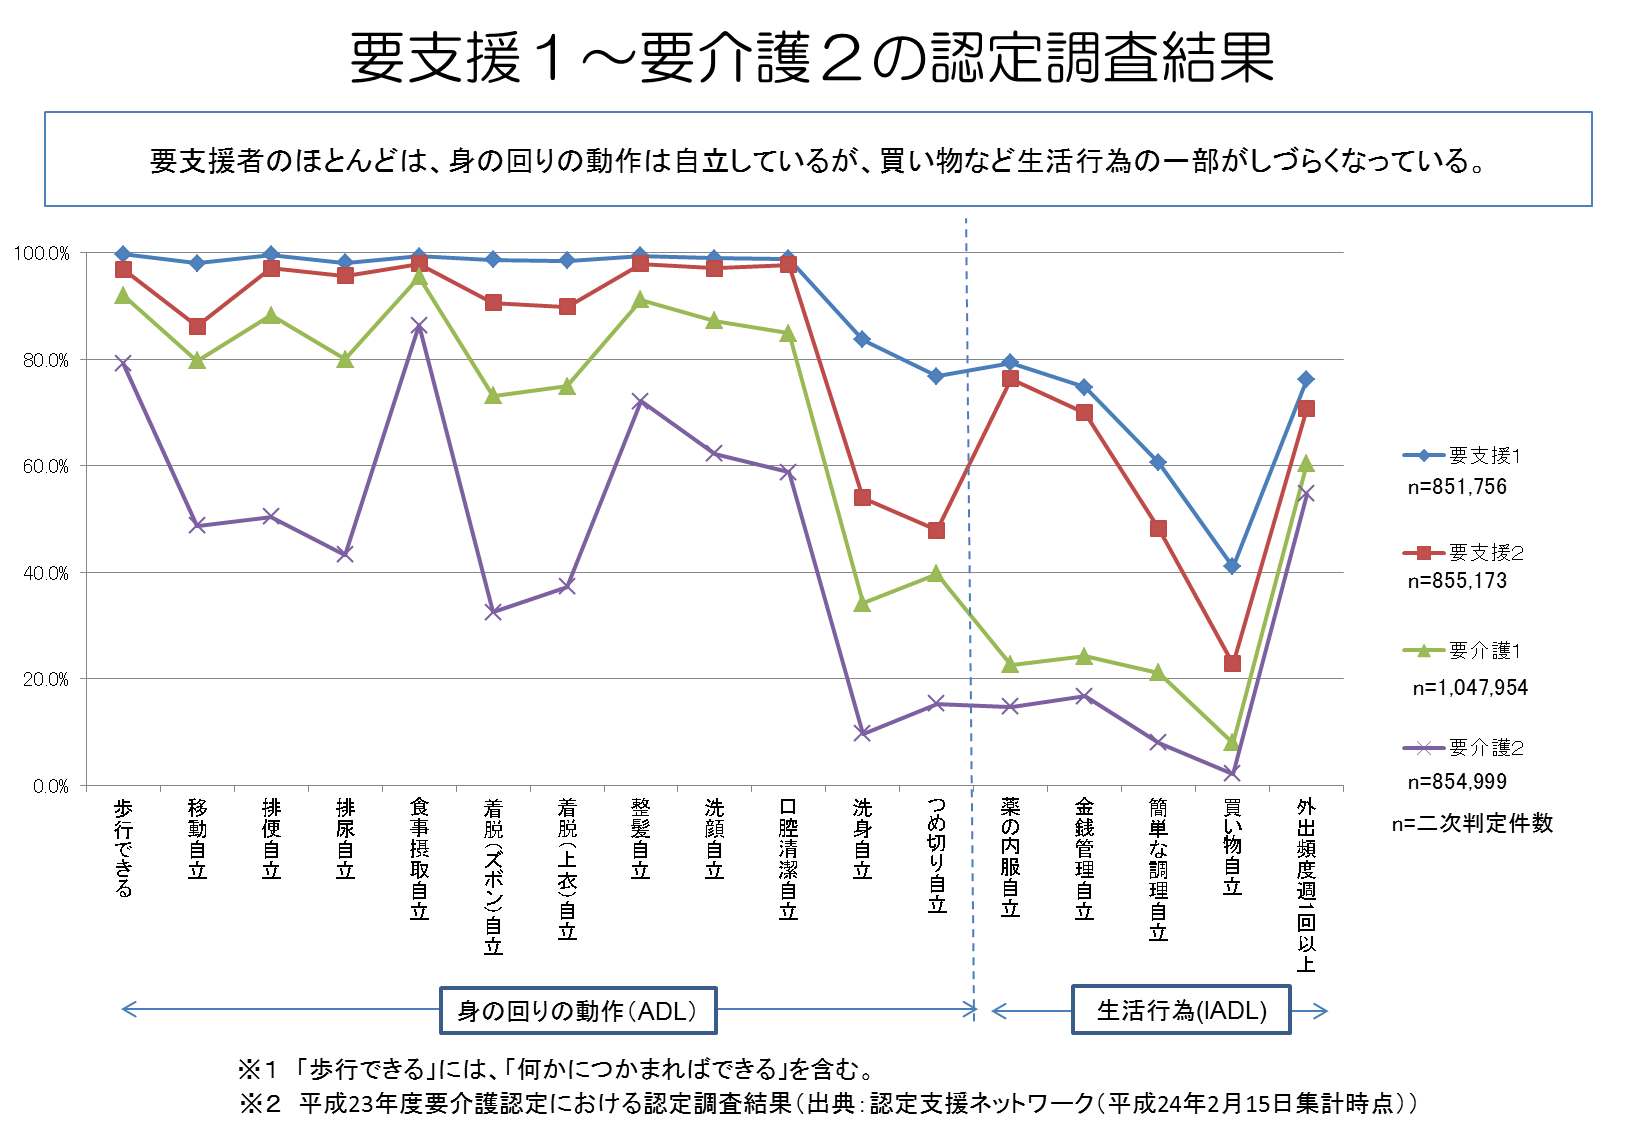 要支援１～要介護２の認定調査結果
要支援者のほとんどは、身の回りの動作は自立しているが、買い物など生活行為の一部がしづらくなっている。
100.0%
80.0%
60.0%
40.0%
20.0%
0.0%
歩行できる
移動自立
排便自立
排尿自立
食事摂取自立
着脱(ズボン)自立
着脱(上衣)自立
整髪自立
洗顔自立
口腔清潔自立
洗身自立
つめ切り自立
薬の内服自立
金銭管理自立
簡単な調理自立
買い物自立
外出頻度週1回以上
要支援1
n=851,756
要支援2
n=855,173
要介護1
n=1,047,954
要介護2
n=854,999
n=二次判定件数
身の回りの動作（ADL）
生活行為(IADL)
※１　「歩行できる」には、「何かにつかまればできる」を含む。
※２　平成23年度要介護認定における認定調査結果（出典：認定支援ネットワーク（平成24年2月15日集計時点））